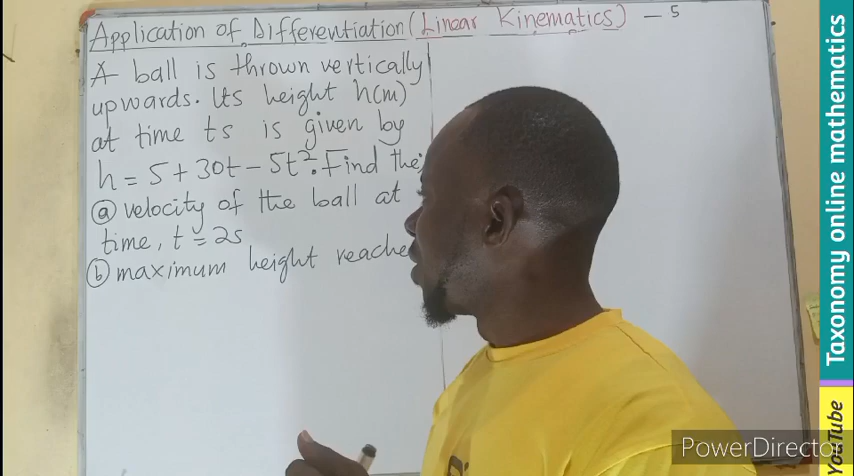 Application of Differentiation (Linear Kinematics) - 5
A ball is thrown vertically
upwards. Its height h(m)
at time ts is given by
h = 5 + 30t - 5t². Find the;
ⓐ velocity of the ball at
time, t = 2s
ⓑ maximum height reache
Taxonomy online mathematics
YouTube
PowerDirector